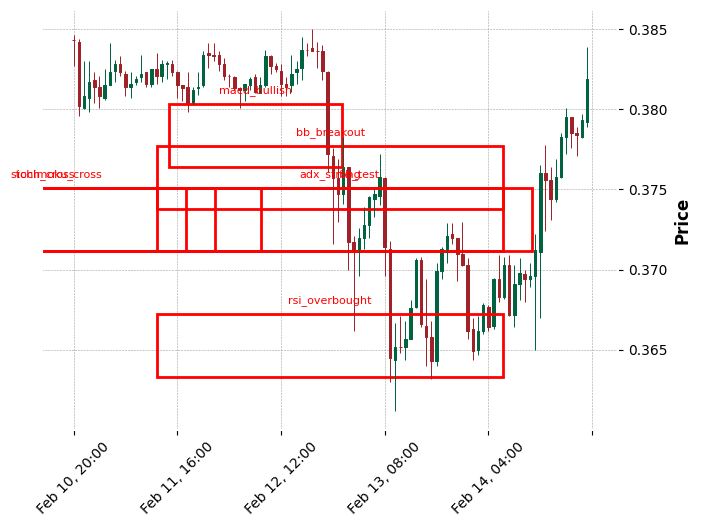 0.385
macd_bullish
0.380
bb_breakout
0.375
0.370
rsi_overbought
0.365
Price
Feb 10, 20:00
Feb 11, 16:00
Feb 12, 12:00
Feb 13, 08:00
Feb 14, 04:00